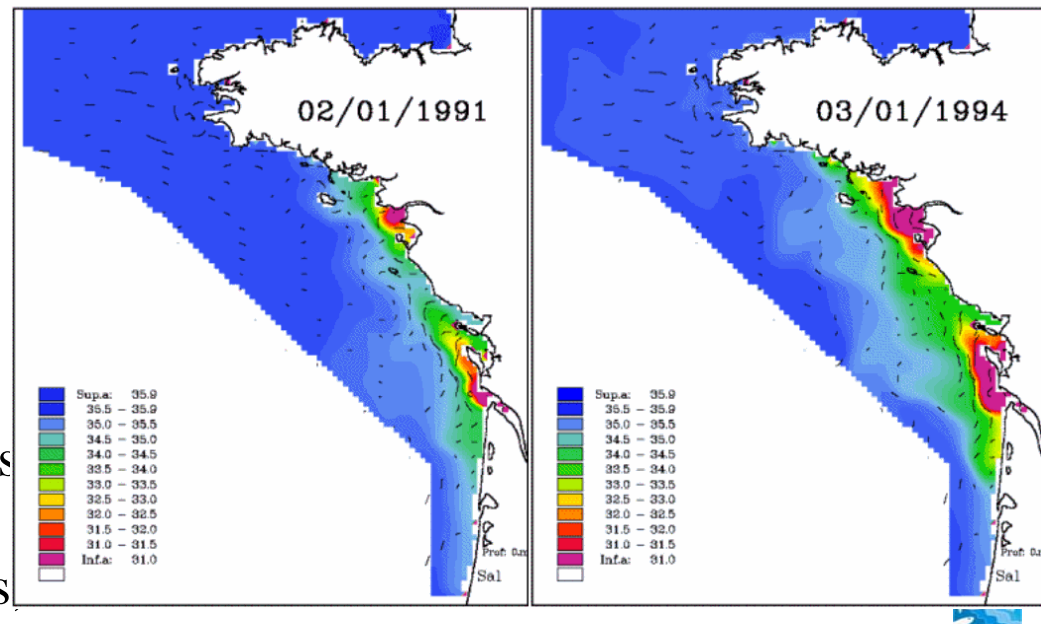 02/01/1991
Sup.a: 35.9
35.5 - 35.9
35.0 - 35.5
34.5 - 35.0
34.0 - 34.5
33.5 - 34.0
33.0 - 33.5
32.5 - 33.0
32.0 - 32.5
31.5 - 32.0
31.0 - 31.5
Inf.a: 31.0
Prof: 0.m
Sal
03/01/1994
Sup.a: 35.9
35.5 - 35.9
35.0 - 35.5
34.5 - 35.0
34.0 - 34.5
33.5 - 34.0
33.0 - 33.5
32.5 - 33.0
32.0 - 32.5
31.5 - 32.0
31.0 - 31.5
Inf.a: 31.0
Prof: 0.m
Sal